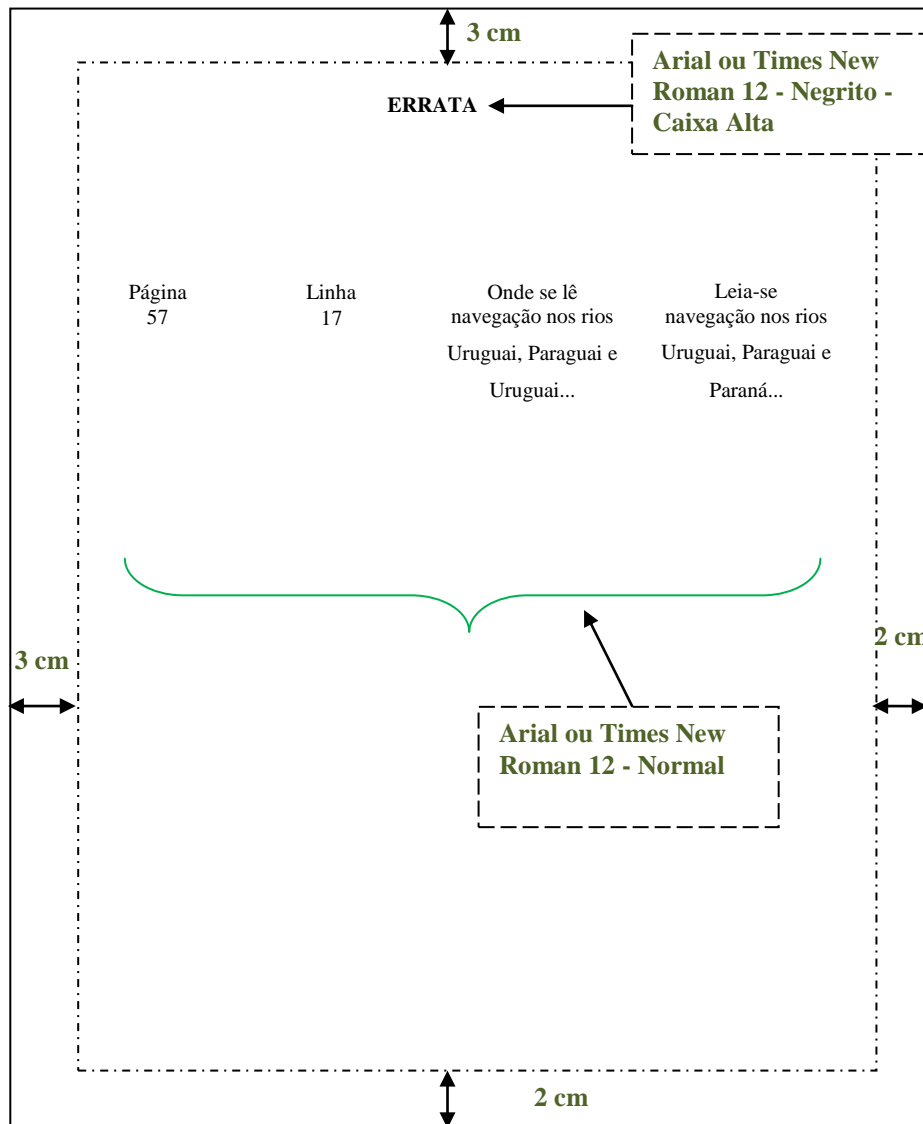 3 cm
Arial ou Times New
Roman 12 - Negrito -
Caixa Alta
ERRATA
Página
57
Linha
17
Onde se lê
navegação nos rios
Uruguai, Paraguai e
Uruguai...
Leia-se
navegação nos rios
Uruguai, Paraguai e
Paraná...
3 cm
2 cm
Arial ou Times New
Roman 12 - Normal
2 cm